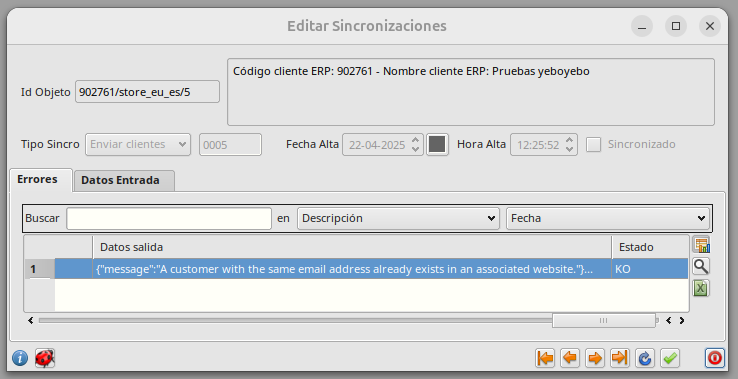 Editar Sincronizaciones
Id Objeto 902761/store_eu_es/5
Código cliente ERP: 902761 - Nombre cliente ERP: Pruebas yeboyebo
Tipo Sincro Enviar clientes 0005 Fecha Alta 22-04-2025 Hora Alta 12:25:52 Sincronizado
Errores Datos Entrada
Buscar en Descripción Fecha
Datos salida Estado
1 {"message":"A customer with the same email address already exists in an associated website."}... KO